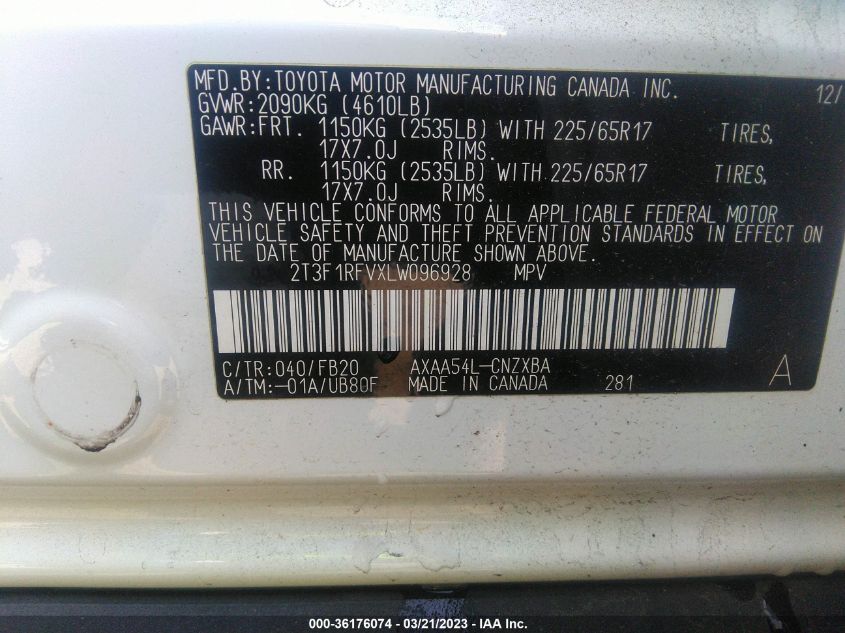 MFD.BY:TOYOTA MOTOR MANUFACTURING CANADA INC. 12/
GVWR:2090KG (4610LB)
GAWR:FRT. 1150KG (2535LB) WITH 225/65R17 TIRES,
17X7.0J RIMS.
RR. 1150KG (2535LB) WITH 225/65R17 TIRES,
17X7.0J RIMS.
THIS VEHICLE CONFORMS TO ALL APPLICABLE FEDERAL MOTOR
VEHICLE SAFETY AND THEFT PREVENTION STANDARDS IN EFFECT ON
THE DATE OF MANUFACTURE SHOWN ABOVE.
2T3F1RFVXLW096928 MPV
C/TR:040/FB20 AXAA54L-CNZXBA
A/TM:-01A/UB80F MADE IN CANADA 281 A
000-36176074 - 03/21/2023 - IAA Inc.